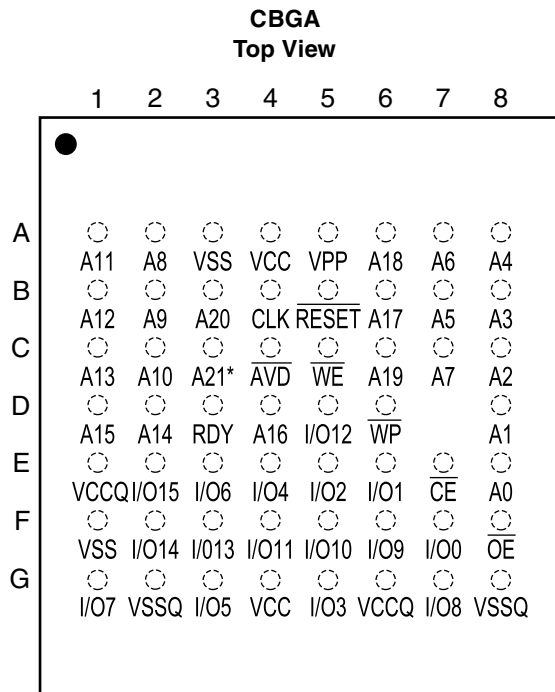 CBGA
Top View
1 2 3 4 5 6 7 8
A
A11 A8 VSS VCC VPP A18 A6 A4
B
A12 A9 A20 CLK RESET A17 A5 A3
C
A13 A10 A21* AVD WE A19 A7 A2
D
A15 A14 RDY A16 I/O12 WP A1
E
VCCQ I/O15 I/O6 I/O4 I/O2 I/O1 CE A0
F
VSS I/O14 I/013 I/O11 I/O10 I/O9 I/O0 OE
G
I/O7 VSSQ I/O5 VCC I/O3 VCCQ I/O8 VSSQ